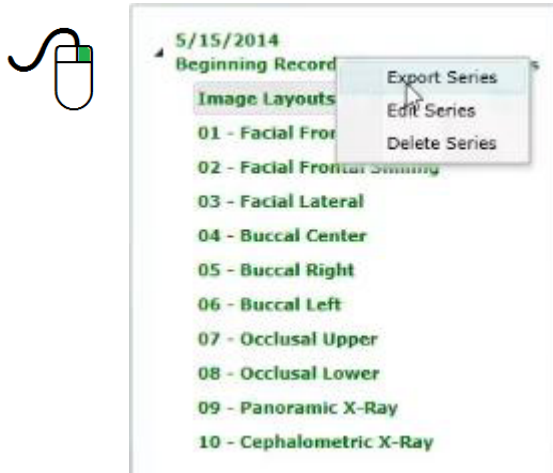 5/15/2014
Beginning Record s
Export Series
Edit Series
Delete Series
Image Layouts
01 - Facial Fron
02 - Facial Frontal Smiling
03 - Facial Lateral
04 - Buccal Center
05 - Buccal Right
06 - Buccal Left
07 - Occlusal Upper
08 - Occlusal Lower
09 - Panoramic X-Ray
10 - Cephalometric X-Ray